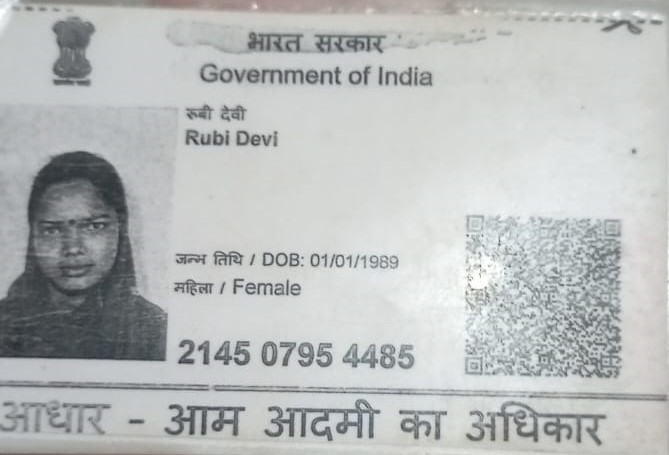 भारत सरकार
Government of India
रुबी देवी
Rubi Devi
जन्म तिथि / DOB: 01/01/1989
महिला / Female
2145 0795 4485
आधार - आम आदमी का अधिकार